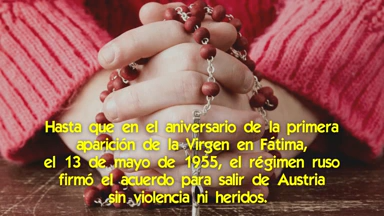 Hasta que en el aniversario de la primera
aparición de la Virgen en Fátima,
el 13 de mayo de 1955, el régimen ruso
firmó el acuerdo para salir de Austria
sin violencia ni heridos.